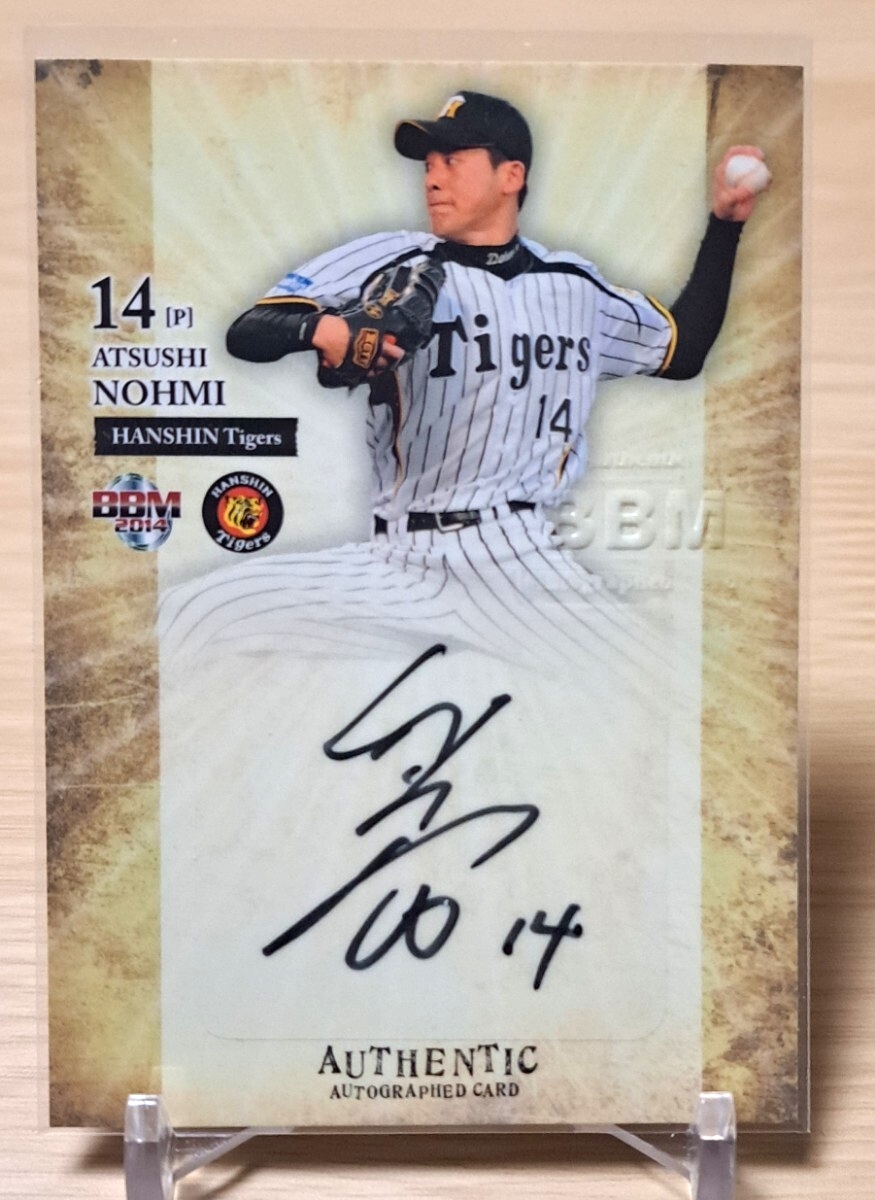 14 [P]
ATSUSHI
NOHMI
HANSHIN Tigers
BBM
2014
HANSHIN
Tigers
Tigers
14
BBM
14
AUTHENTIC
AUTOGRAPHED CARD